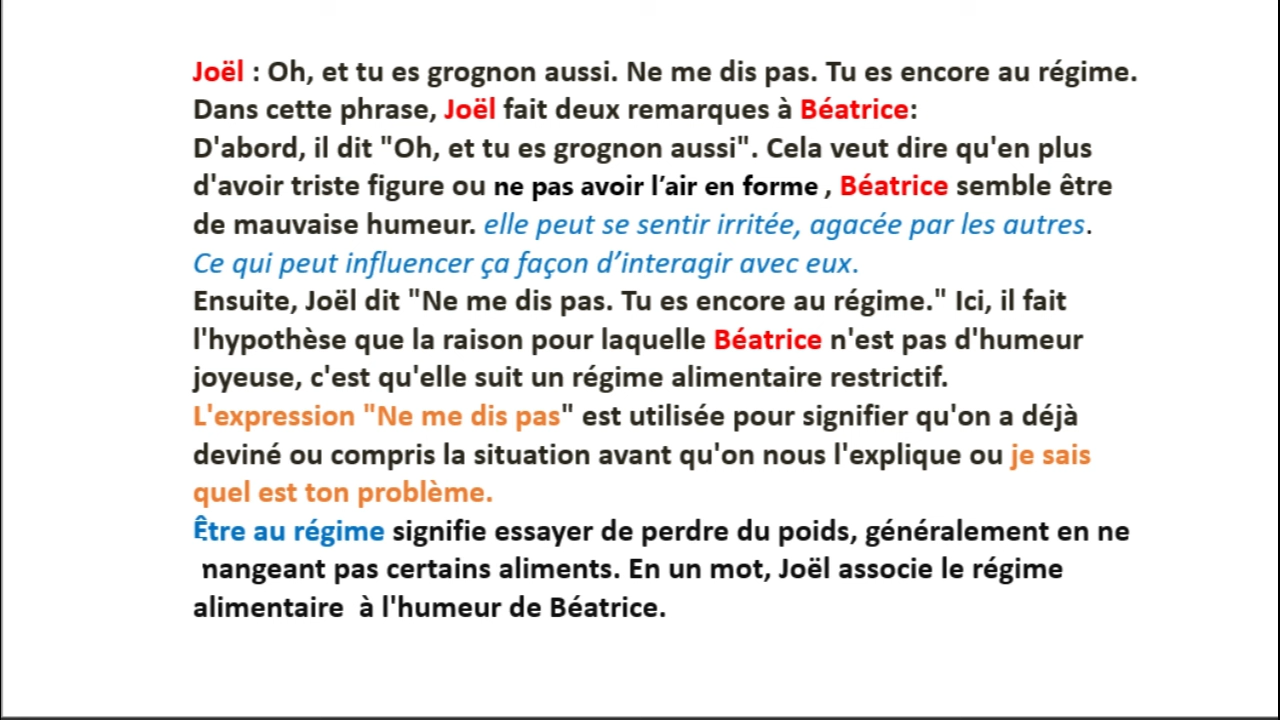 Joël : Oh, et tu es grognon aussi. Ne me dis pas. Tu es encore au régime.
Dans cette phrase, Joël fait deux remarques à Béatrice:
D'abord, il dit "Oh, et tu es grognon aussi". Cela veut dire qu'en plus
d'avoir triste figure ou ne pas avoir l’air en forme , Béatrice semble être
de mauvaise humeur. elle peut se sentir irritée, agacée par les autres.
Ce qui peut influencer ça façon d’interagir avec eux.
Ensuite, Joël dit "Ne me dis pas. Tu es encore au régime." Ici, il fait
l'hypothèse que la raison pour laquelle Béatrice n'est pas d'humeur
joyeuse, c'est qu'elle suit un régime alimentaire restrictif.
L'expression "Ne me dis pas" est utilisée pour signifier qu'on a déjà
deviné ou compris la situation avant qu'on nous l'explique ou je sais
quel est ton problème.
Être au régime signifie essayer de perdre du poids, généralement en ne
nangeant pas certains aliments. En un mot, Joël associe le régime
alimentaire à l'humeur de Béatrice.